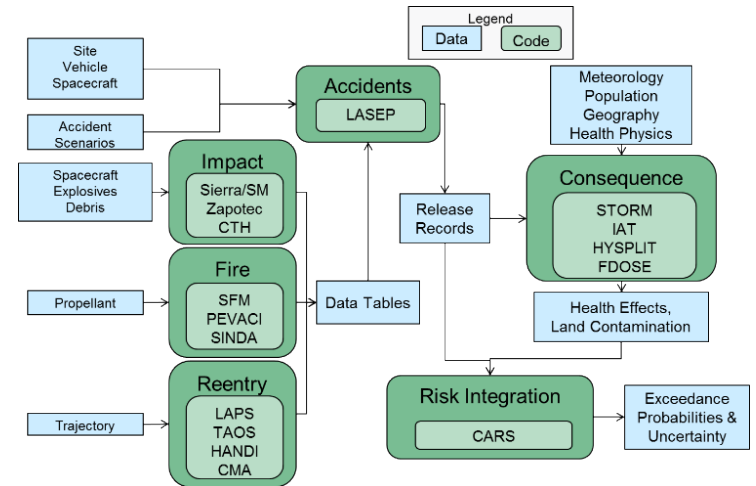 Legend
Data
Code
Site
Vehicle
Spacecraft
Accident
Scenarios
Accidents
LASEP
Meteorology
Population
Geography
Health Physics
Spacecraft
Explosives
Debris
Impact
Sierra/SM
Zapotec
CTH
Release
Records
Consequence
STORM
IAT
HYSPLIT
FDOSE
Propellant
Fire
SFM
PEVACI
SINDA
Data Tables
Health Effects,
Land Contamination
Trajectory
Reentry
LAPS
TAOS
HANDI
CMA
Risk Integration
CARS
Exceedance
Probabilities &
Uncertainty